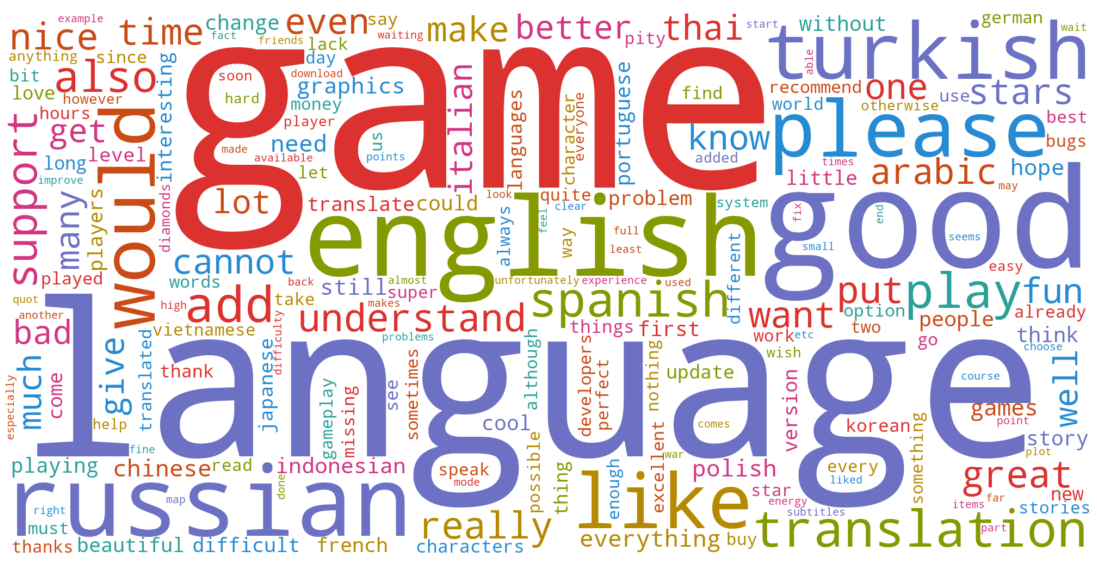 example
fact
change
even
say
make
better
thai
without
german
start
wait
nice time
friends
waiting
lack
pity
turkish
able
anything
since
day
game
bit
also
soon
download
graphics
find
recommend
one
use
stars
love
however
hard
money
us
italian
languages
character
everyone
portuguese
world
otherwise
best
hours
interesting
player
need
know
please
bugs
support
get
would
made
available
points
added
times
long
level
let
little
arabic
hope
improve
diamonds
lot
translate
could
look
quite
problem
system
fix
may
good
many
players
english
always
feel
clear
way
full
least
different
small
end
seems
played
cannot
words
back
still
almost
super
unfortunately
experience
used
easy
quot
another
high
add
take
makes
spanish
want
put
play
fun
option
people
already
bad
vietnamese
understand
problems
things
first
work
etc
two
go
think
language
much
come
give
translated
thank
japanese
difficulty
gameplay
missing
see
sometimes
although
developers
perfect
nothing
wish
update
version
course
choose
well
especially
help
cool
comes
korean
games
point
fine
playing
chinese
read
indonesian
speak
mode
possible
thing
enough
excellent
war
polish
every
liked
something
story
plot
great
russian
map
done
like
star
energy
subtitles
items
far
new
right
must
really
everything
buy
translation
part
stories
thanks
beautiful
difficult
french
characters